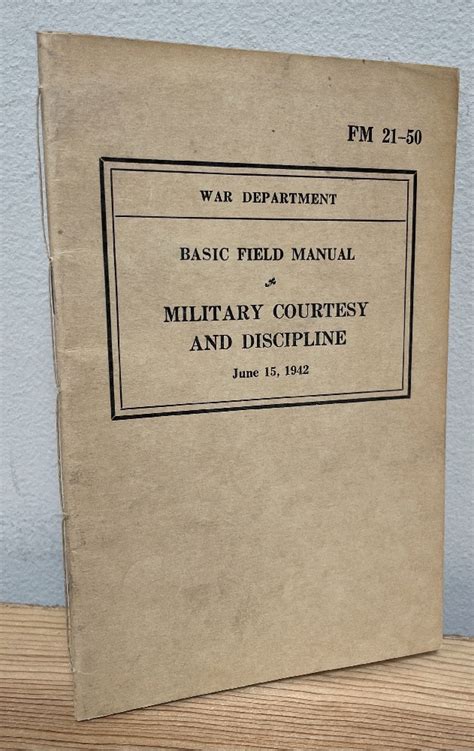 FM 21–50
WAR DEPARTMENT
BASIC FIELD MANUAL
MILITARY COURTESY
AND DISCIPLINE
June 15, 1942